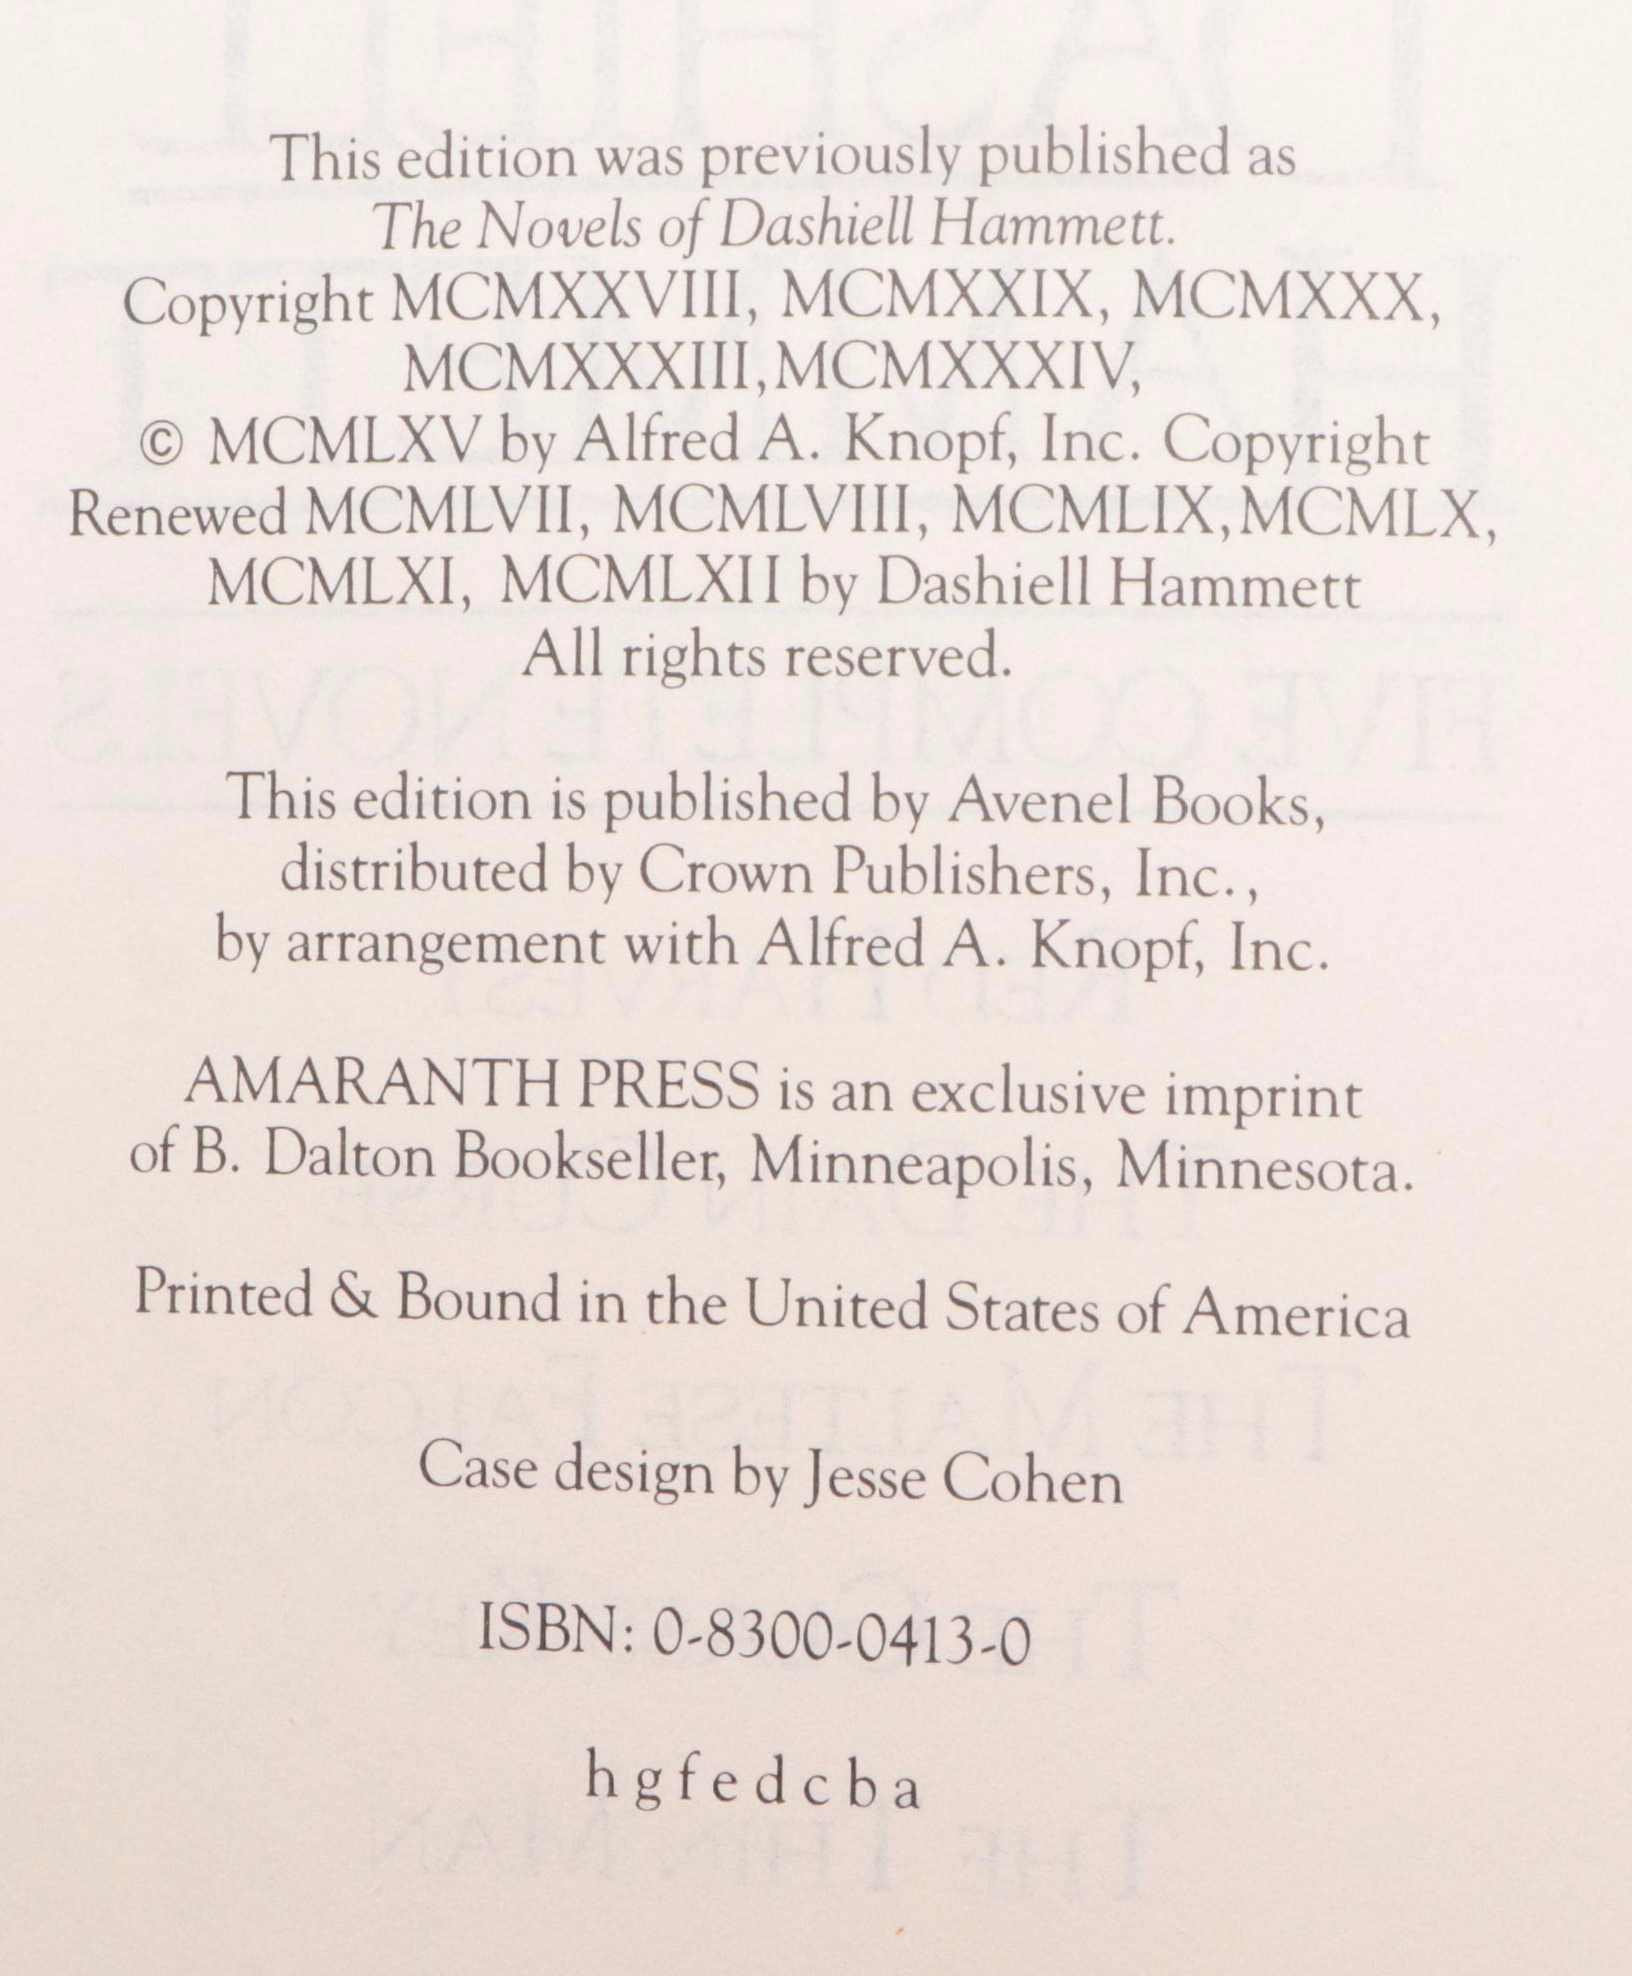 This edition was previously published as
The Novels of Dashiell Hammett.
Copyright MCMXXVIII, MCMXXIX, MCMXXX,
MCMXXXIII, MCMXXXIV,
© MCMLXV by Alfred A. Knopf, Inc. Copyright
Renewed MCMLVII, MCMLVIII, MCMLIX, MCMLX,
MCMLXI, MCMLXII by Dashiell Hammett
All rights reserved.
This edition is published by Avenel Books,
distributed by Crown Publishers, Inc.,
by arrangement with Alfred A. Knopf, Inc.
AMARANTH PRESS is an exclusive imprint
of B. Dalton Bookseller, Minneapolis, Minnesota.
Printed & Bound in the United States of America
Case design by Jesse Cohen
ISBN: 0-8300-0413-0
h g f e d c b a